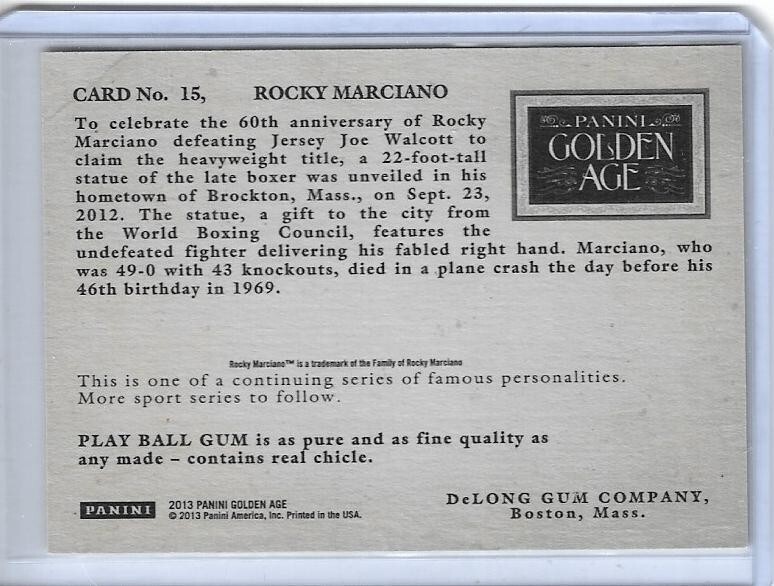 CARD No. 15, ROCKY MARCIANO
To celebrate the 60th anniversary of Rocky
Marciano defeating Jersey Joe Walcott to
claim the heavyweight title, a 22-foot-tall
statue of the late boxer was unveiled in his
hometown of Brockton, Mass., on Sept. 23,
2012. The statue, a gift to the city from
the World Boxing Council, features the
undefeated fighter delivering his fabled right hand. Marciano, who
was 49-0 with 43 knockouts, died in a plane crash the day before his
46th birthday in 1969.
PANINI
GOLDEN
AGE
Rocky Marciano™ is a trademark of the Family of Rocky Marciano
This is one of a continuing series of famous personalities.
More sport series to follow.
PLAY BALL GUM is as pure and as fine quality as
any made – contains real chicle.
PANINI
2013 PANINI GOLDEN AGE
© 2013 Panini America, Inc. Printed in the USA.
DeLONG GUM COMPANY,
Boston, Mass.